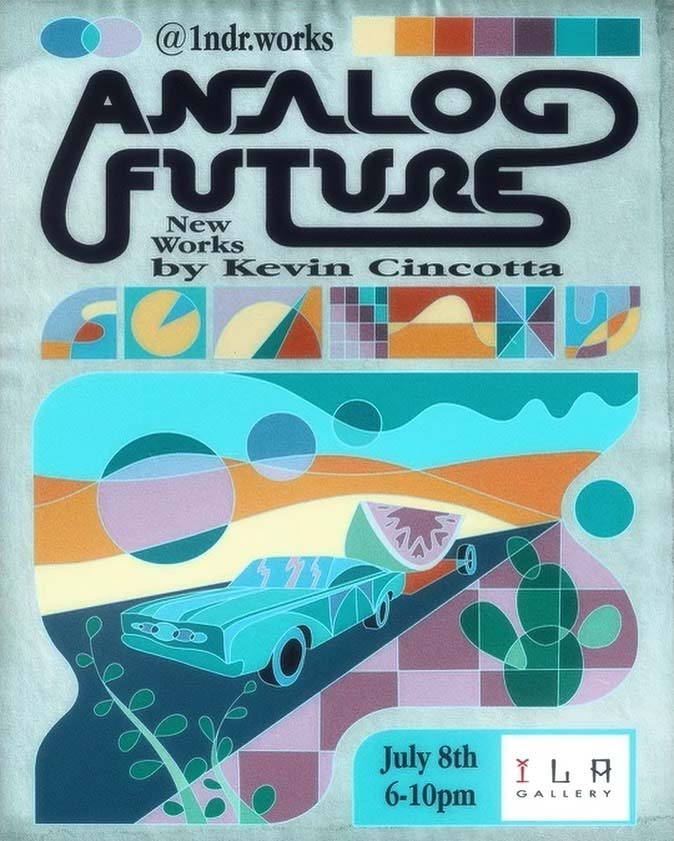 @1ndr.works
ANALOG
FUTURE
New
Works
by Kevin Cincotta
July 8th
6-10pm
ILA
GALLERY